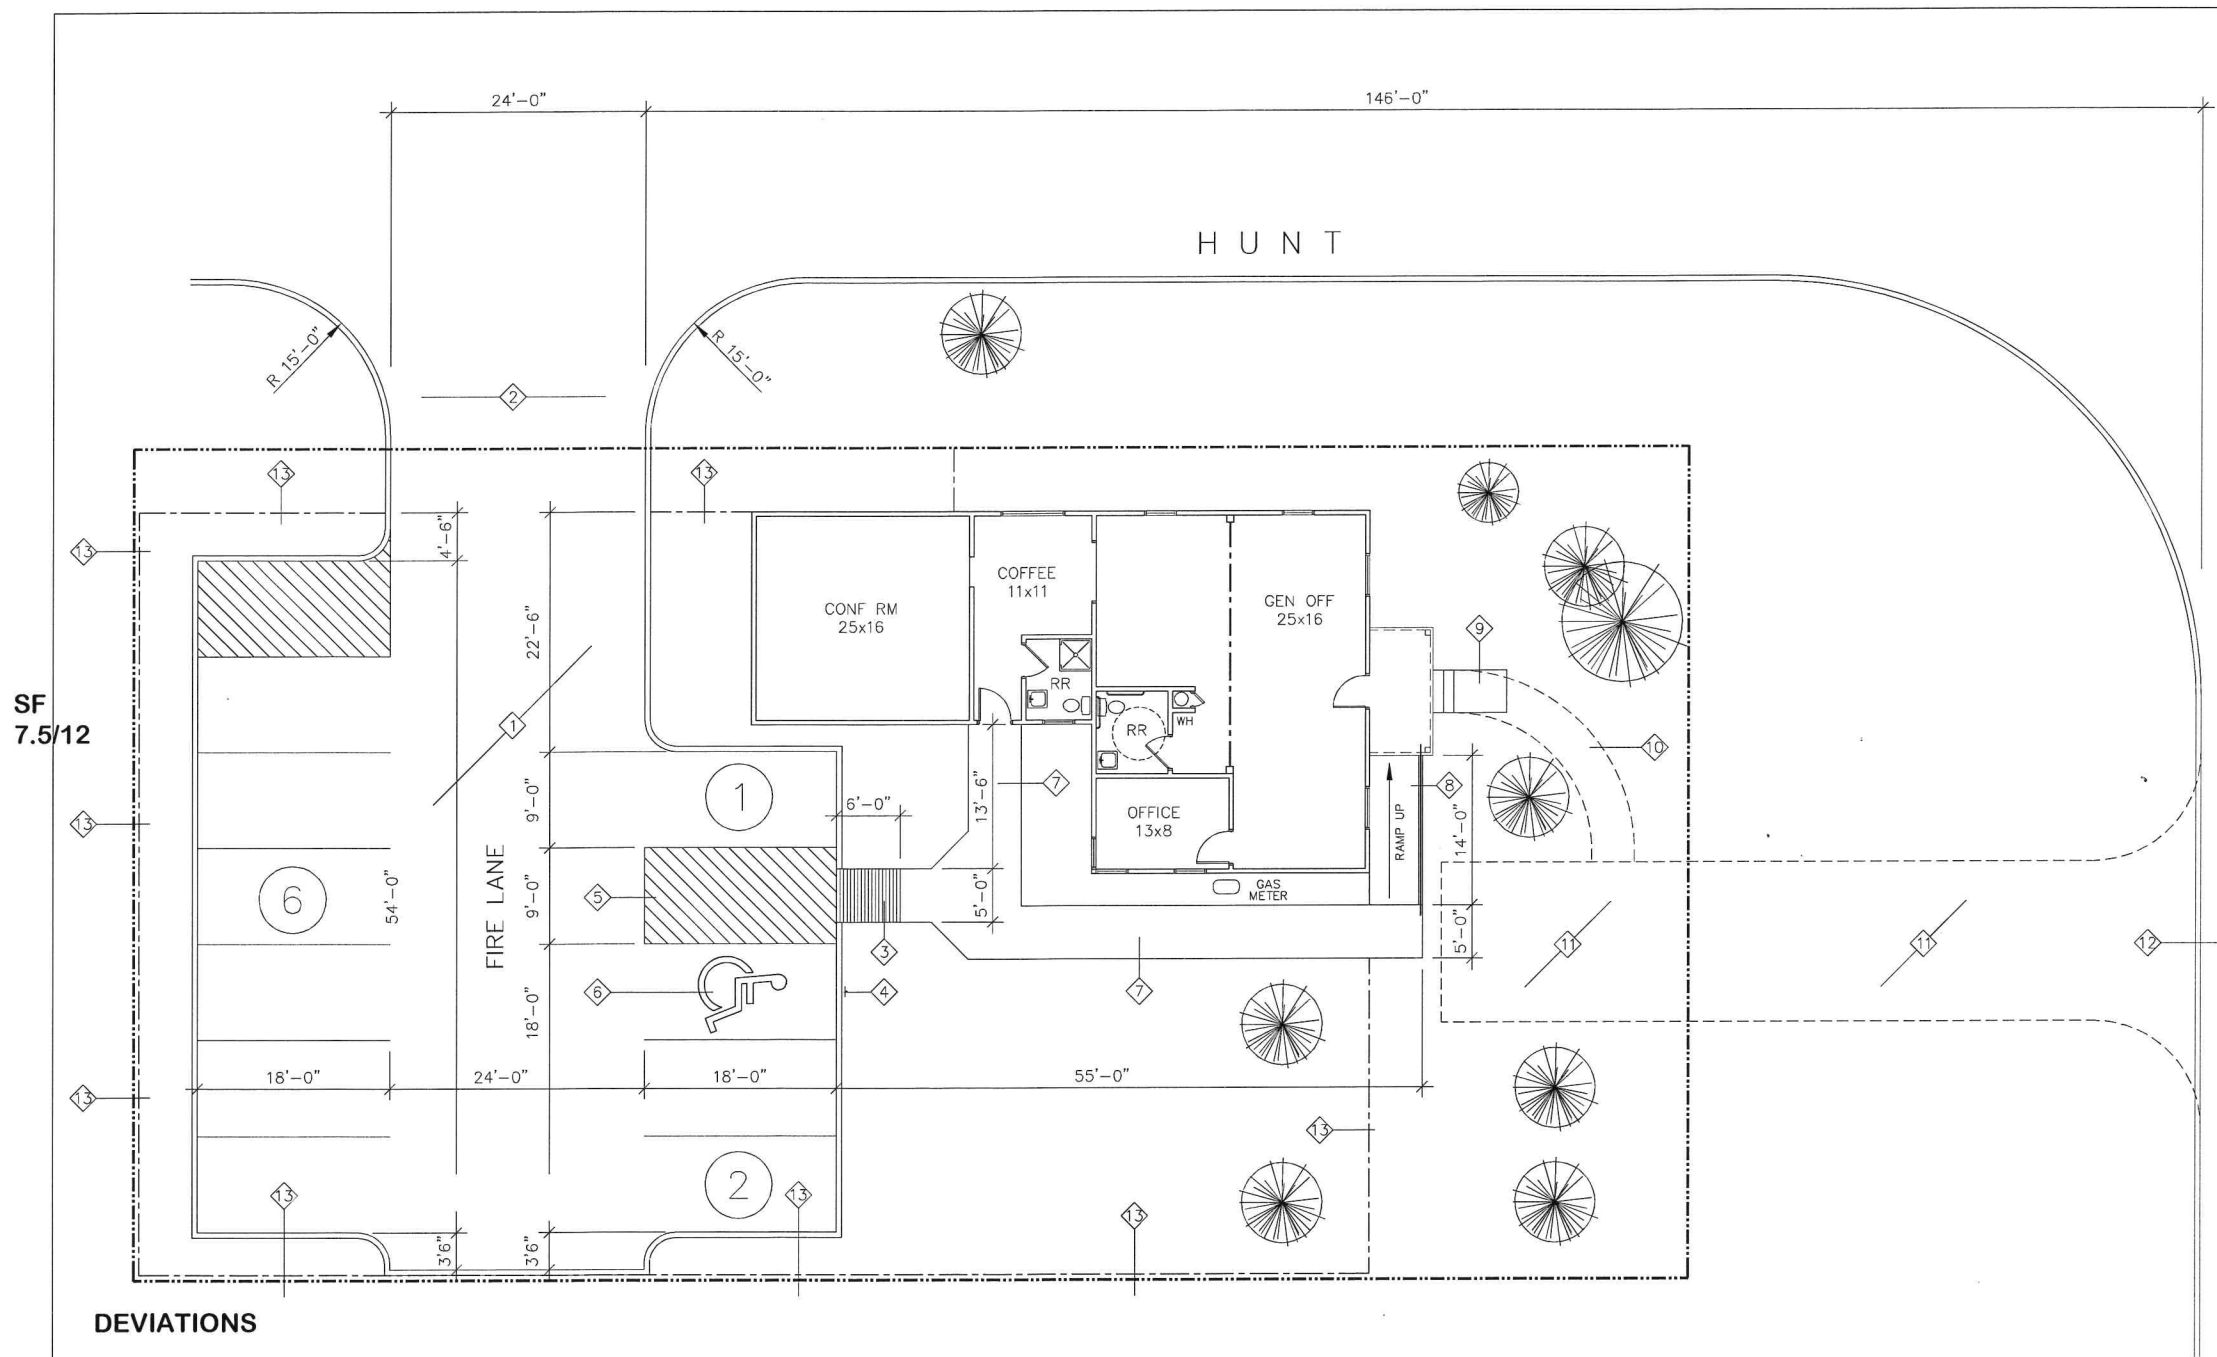 24'-0"
146'-0"
HUNT
R 15'-0"
R 15'-0"
2
13
13
13
4'-6"
22'-6"
CONF RM
25x16
COFFEE
11x11
GEN OFF
25x16
RR
RR
WH
9
10
SF
7.5/12
1
1
13
9'-0"
6'-0"
13'-6"
7
OFFICE
13x8
RAMP UP
8
14'-0"
6
54'-0"
FIRE LANE
9'-0"
5
3
5'-0"
GAS
METER
5'-0"
11
11
12
6
4
7
18'-0"
18'-0"
24'-0"
18'-0"
55'-0"
13
13
13
2
13
13
3'6"
3'6"
DEVIATIONS